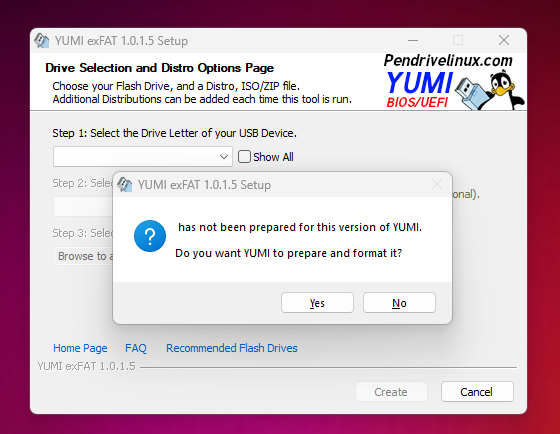 YUMI exFAT 1.0.1.5 Setup
Drive Selection and Distro Options Page
Choose your Flash Drive, and a Distro, ISO/ZIP file.
Additional Distributions can be added each time this tool is run.
Pendrivelinux.com
YUMI
BIOS/UEFI
Step 1: Select the Drive Letter of your USB Device.
Show All
Step 2: Selec
onal).
Step 3: Selec
Browse to a
YUMI exFAT 1.0.1.5 Setup
has not been prepared for this version of YUMI.
Do you want YUMI to prepare and format it?
Yes No
Home Page FAQ Recommended Flash Drives
YUMI exFAT 1.0.1.5
Create Cancel